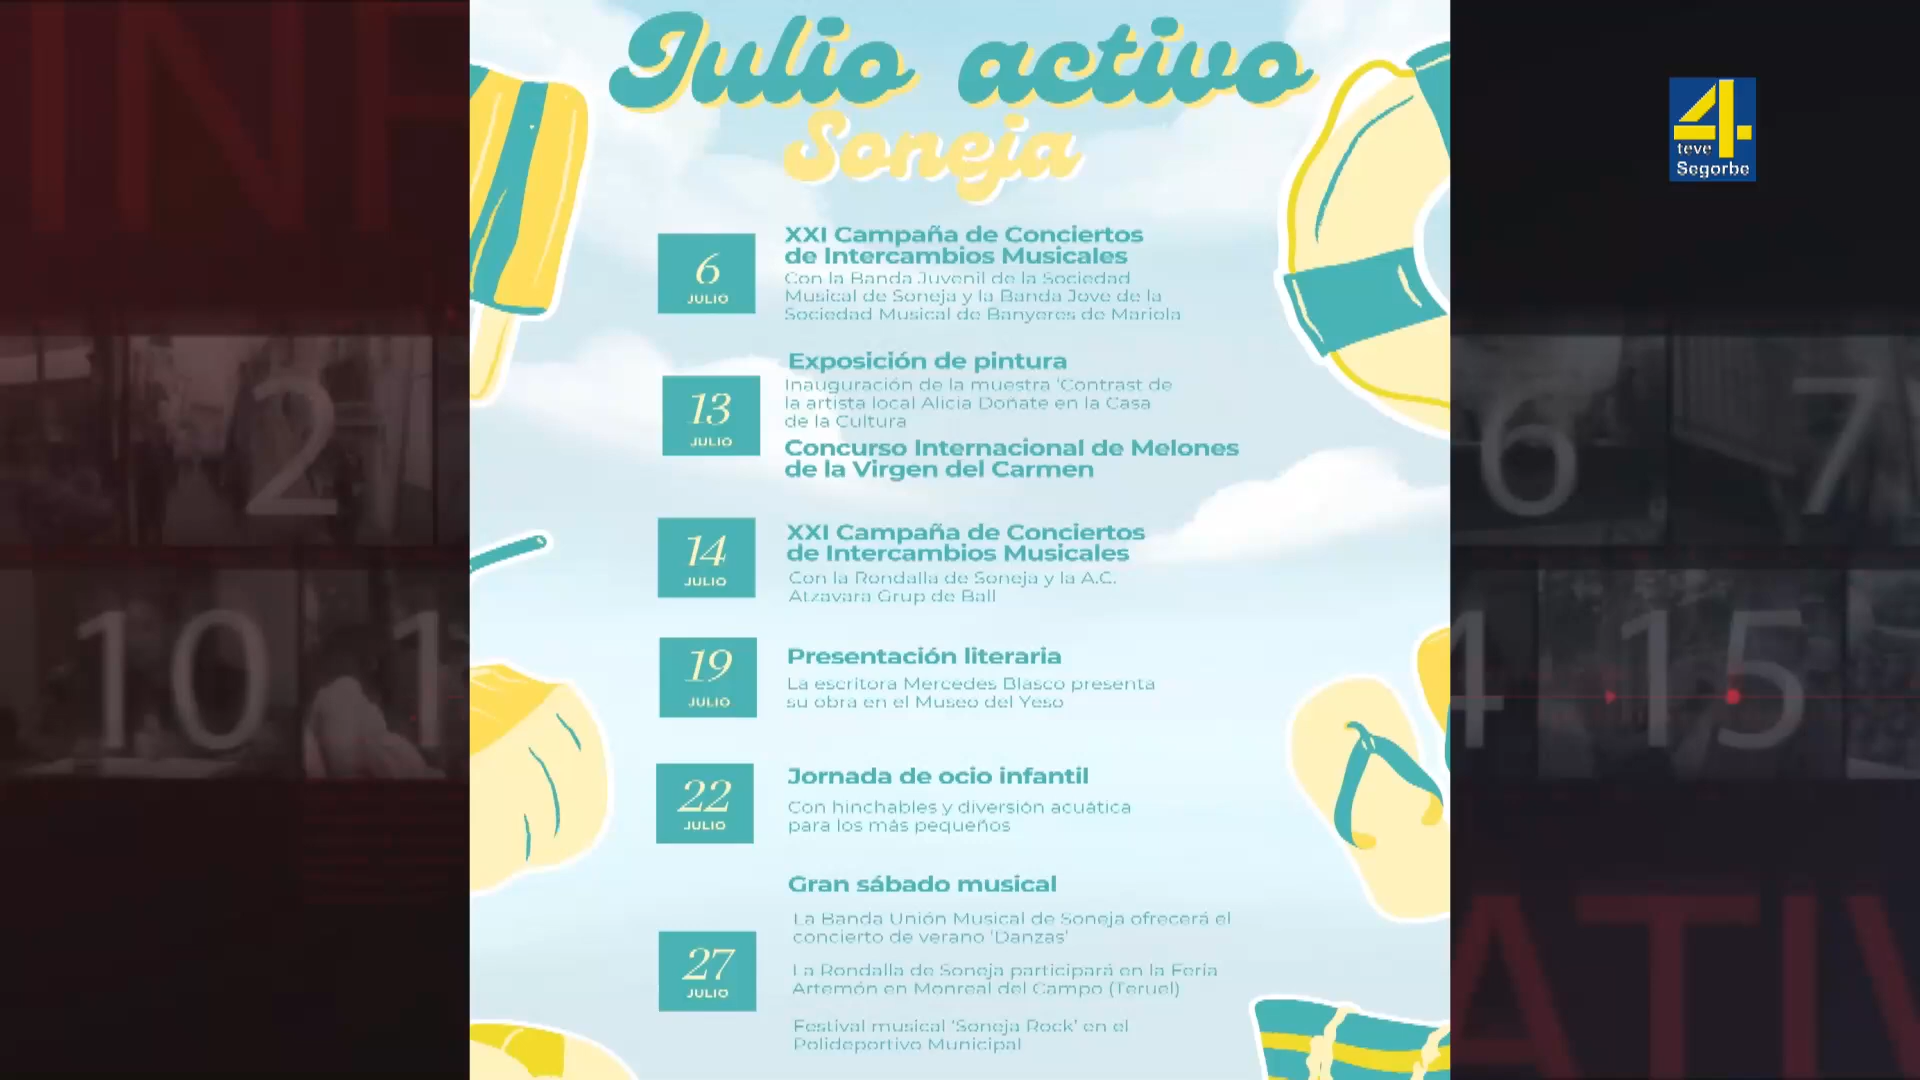 Julio activo
Soneja
4
teve
Segorbe
6
JULIO
XXI Campaña de Conciertos
de Intercambios Musicales
Con la Banda Juvenil de la Sociedad
Musical de Soneja y la Banda Jove de la
Sociedad Musical de Banyeres de Mariola
13
JULIO
Exposición de pintura
Inauguración de la muestra 'Contrast de
la artista local Alicia Doñate en la Casa
de la Cultura
Concurso Internacional de Melones
de la Virgen del Carmen
14
JULIO
XXI Campaña de Conciertos
de Intercambios Musicales
Con la Rondalla de Soneja y la A.C.
Atzavara Grup de Ball
19
JULIO
Presentación literaria
La escritora Mercedes Blasco presenta
su obra en el Museo del Yeso
22
JULIO
Jornada de ocio infantil
Con hinchables y diversión acuática
para los más pequeños
27
JULIO
Gran sábado musical
La Banda Unión Musical de Soneja ofrecerá el
concierto de verano 'Danzas'
La Rondalla de Soneja participará en la Feria
Artemón en Monreal del Campo (Teruel)
Festival musical 'Soneja Rock' en el
Polideportivo Municipal
2
6
7
10
15